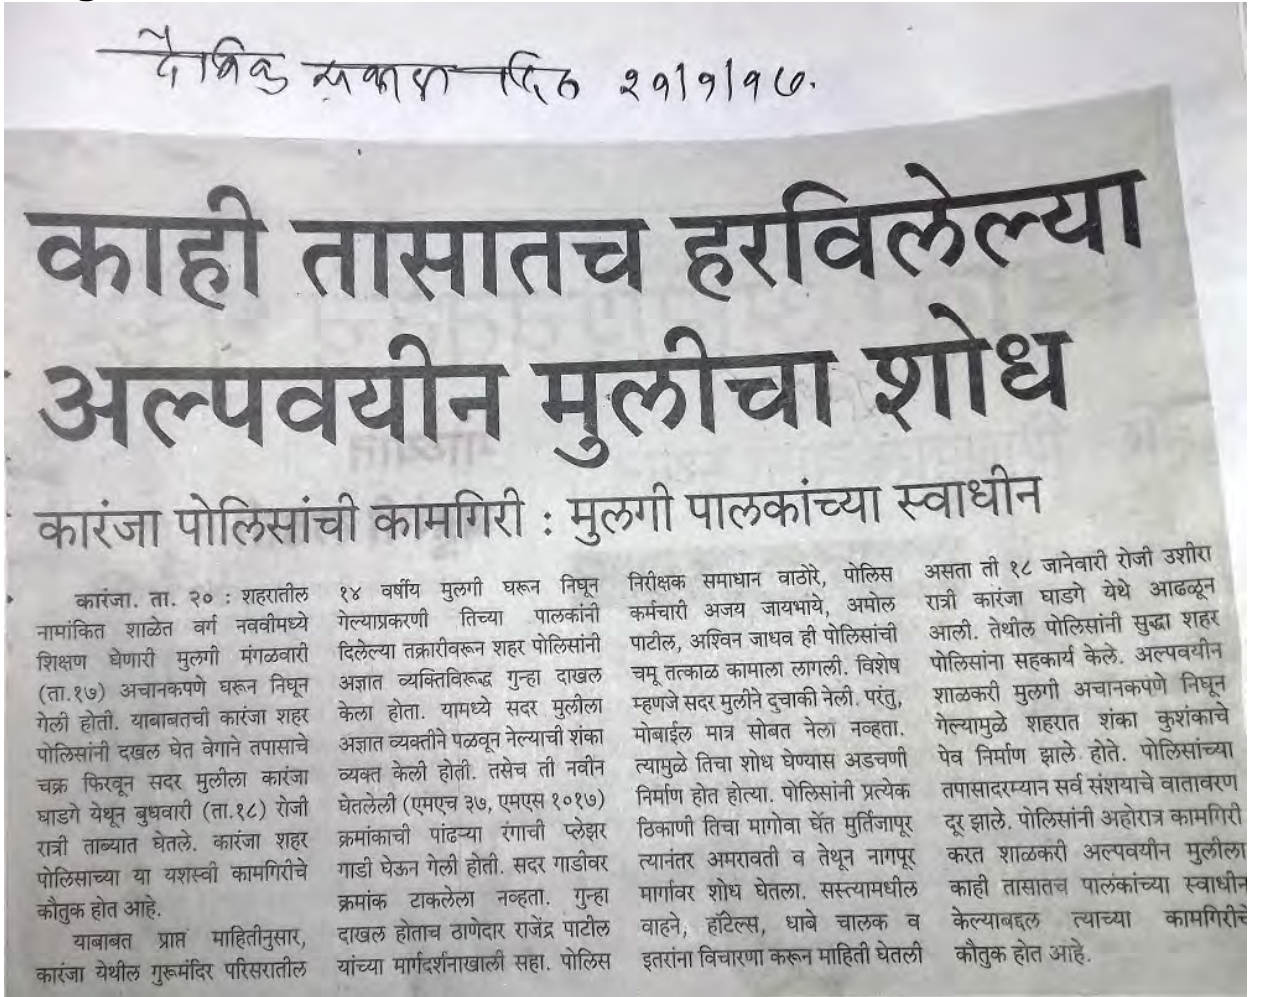 दैनिक सकाळ दि. २१/१/१७.
काही तासातच हरविलेल्या
अल्पवयीन मुलीचा शोध
कारंजा पोलिसांची कामगिरी : मुलगी पालकांच्या स्वाधीन
कारंजा. ता. २० : शहरातील
नामांकित शाळेत वर्ग नववीमध्ये
शिक्षण घेणारी मुलगी मंगळवारी
(ता.१७) अचानकपणे घरून निघून
गेली होती. याबाबतची कारंजा शहर
पोलिसांनी दखल घेत वेगाने तपासाचे
चक्र फिरवून सदर मुलीला कारंजा
घाडगे येथून बुधवारी (ता.१८) रोजी
रात्री ताब्यात घेतले. कारंजा शहर
पोलिसाच्या या यशस्वी कामगिरीचे
कौतुक होत आहे.
याबाबत प्राप्त माहितीनुसार,
कारंजा येथील गुरूमंदिर परिसरातील
१४ वर्षीय मुलगी घरून निघून
गेल्याप्रकरणी तिच्या पालकांनी
दिलेल्या तक्रारीवरून शहर पोलिसांनी
अज्ञात व्यक्तिविरूद्ध गुन्हा दाखल
केला होता. यामध्ये सदर मुलीला
अज्ञात व्यक्तीने पळवून नेल्याची शंका
व्यक्त केली होती. तसेच ती नवीन
घेतलेली (एमएच ३७, एमएस १०१७)
क्रमांकाची पांढऱ्या रंगाची प्लेझर
गाडी घेऊन गेली होती. सदर गाडीवर
क्रमांक टाकलेला नव्हता. गुन्हा
दाखल होताच ठाणेदार राजेंद्र पाटील
यांच्या मार्गदर्शनाखाली सहा. पोलिस
निरीक्षक समाधान वाठोरे, पोलिस
कर्मचारी अजय जायभाये, अमोल
पाटील, अश्विन जाधव ही पोलिसांची
चमू तत्काळ कामाला लागली. विशेष
म्हणजे सदर मुलीने दुचाकी नेली. परंतु,
मोबाईल मात्र सोबत नेला नव्हता.
त्यामुळे तिचा शोध घेण्यास अडचणी
निर्माण होत होत्या. पोलिसांनी प्रत्येक
ठिकाणी तिचा मागोवा घेंत मुर्तिजापूर
त्यानंतर अमरावती व तेथून नागपूर
मार्गावर शोध घेतला. सस्त्यामधील
वाहने, हॉटेल्स, धाबे चालक व
इतरांना विचारणा करून माहिती घेतली
असता ती १८ जानेवारी रोजी उशीरा
रात्री कारंजा घाडगे येथे आढळून
आली. तेथील पोलिसांनी सुद्धा शहर
पोलिसांना सहकार्य केले. अल्पवयीन
शाळकरी मुलगी अचानकपणे निघून
गेल्यामुळे शहरात शंका कुशंकाचे
पेव निर्माण झाले होते. पोलिसांच्या
तपासादरम्यान सर्व संशयाचे वातावरण
दूर झाले. पोलिसांनी अहोरात्र कामगिरी
करत शाळकरी अल्पवयीन मुलीला
काही तासातच पालकांच्या स्वाधीन
केल्याबद्दल त्याच्या कामगिरीचे
कौतुक होत आहे.